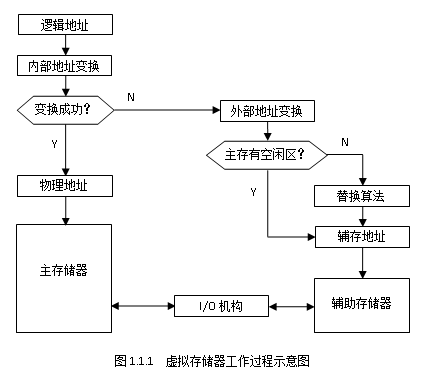 逻辑地址
内部地址变换
变换成功?
N
外部地址变换
Y
主存有空闲区?
N
物理地址
Y
替换算法
辅存地址
主存储器
I/O 机构
辅助存储器
图 1.1.1 虚拟存储器工作过程示意图